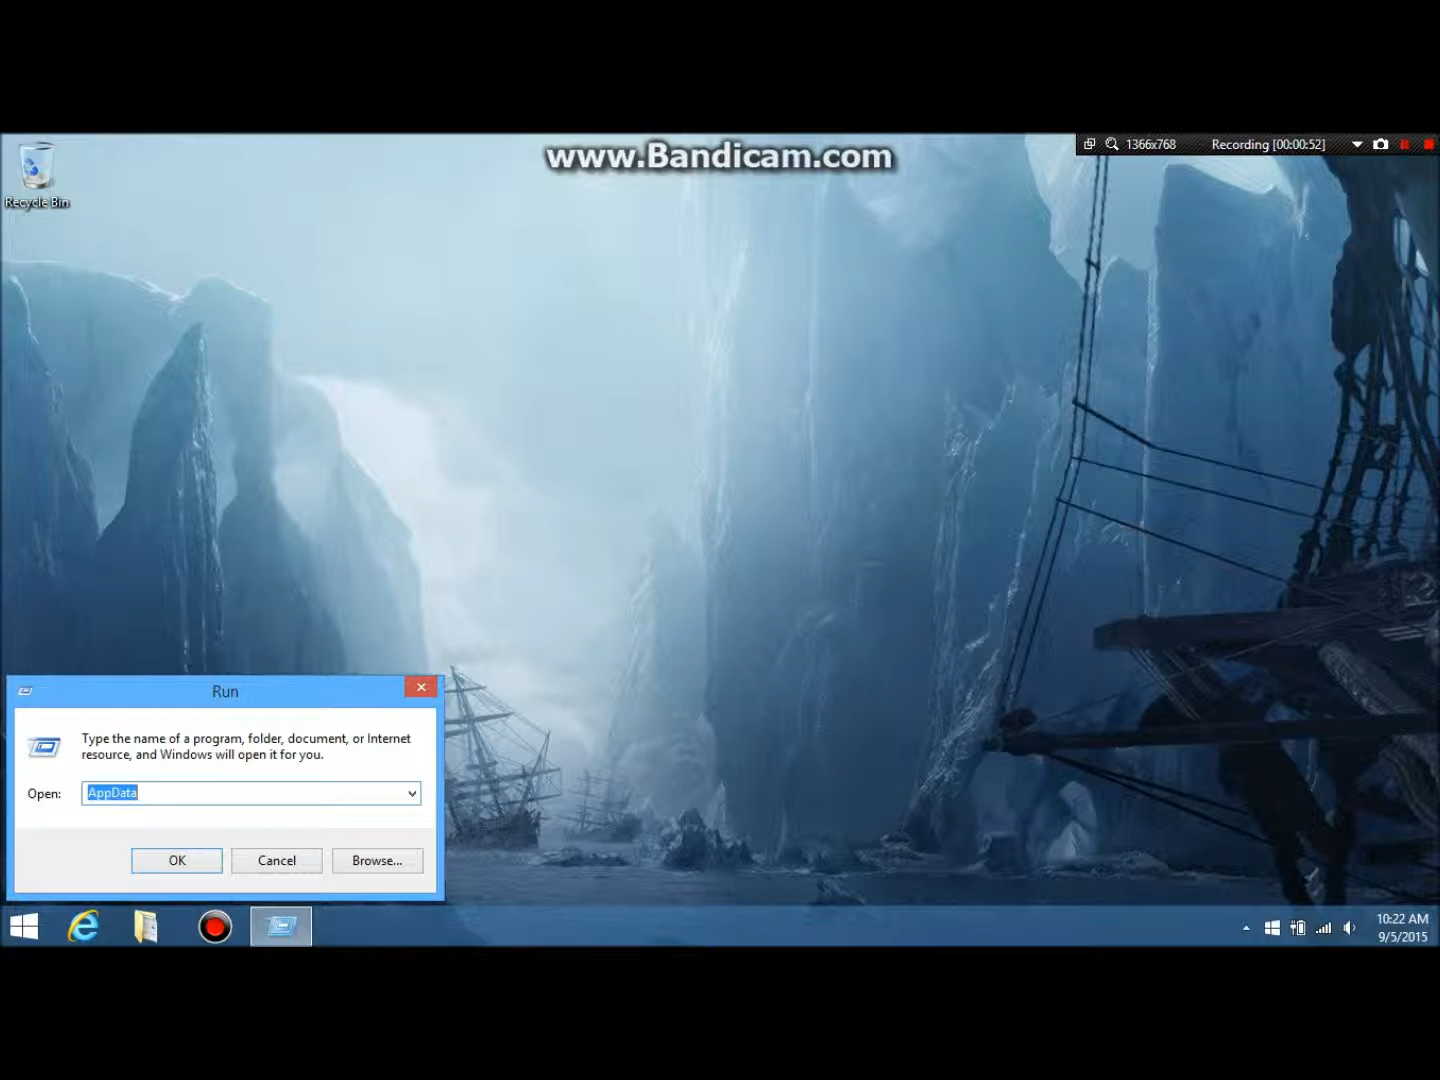 www.Bandicam.com
1366x768
Recording [00:00:52]
Recycle Bin
Run
Type the name of a program, folder, document, or Internet
resource, and Windows will open it for you.
Open:
AppData
OK
Cancel
Browse...
10:22 AM
9/5/2015